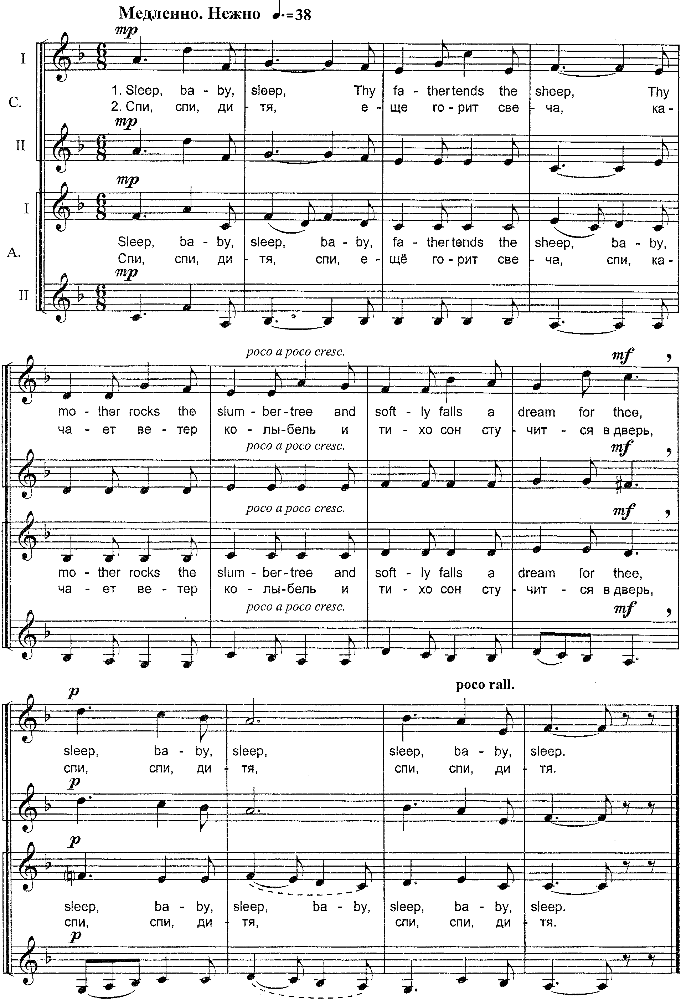 Медленно. Нежно ♩.=38
mp
I
1. Sleep, ba - by, sleep, Thy fa - ther tends the sheep, Thy
C.
2. Спи, спи, ди - тя, е - ще го - рит све - ча, ка -
mp
II
mp
I
Sleep, ba - by, sleep, ba - by, fa - ther tends the sheep, ba - by,
A.
Спи, спи, ди - тя, спи, е - щё го - рит све - ча, спи, ка -
mp
II
poco a poco cresc. mf
mo - ther rocks the slum - ber - tree and soft - ly falls a dream for thee,
ча - ет ве - тер ко - лы - бель и ти - хо сон сту - чит - ся в дверь,
poco a poco cresc. mf
poco a poco cresc. mf
mo - ther rocks the slum - ber - tree and soft - ly falls a dream for thee,
ча - ет ве - тер ко - лы - бель и ти - хо сон сту - чит - ся в дверь,
poco a poco cresc. mf
poco rall.
p
sleep, ba - by, sleep, sleep, ba - by, sleep.
спи, спи, ди - тя, спи, спи, ди - тя.
p
p
sleep, ba - by, sleep, ba - by, sleep, ba - by, sleep.
спи, спи, ди - тя, спи, спи, ди - тя.
p